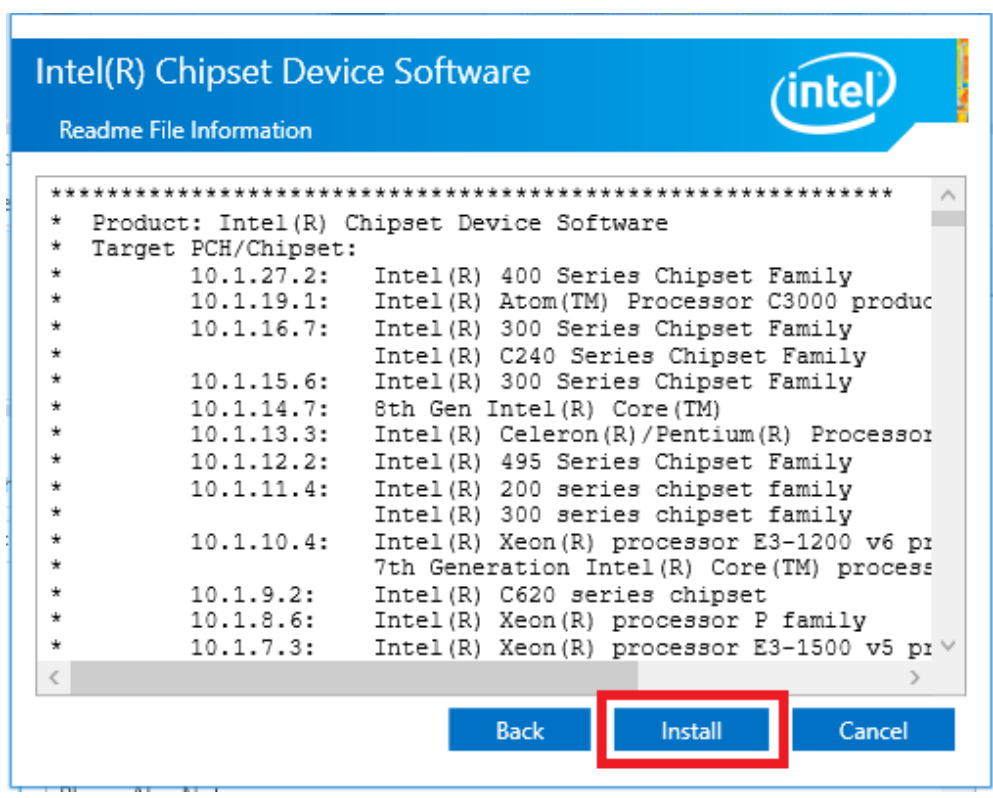 Intel(R) Chipset Device Software
intel
Readme File Information
************************************************************
* Product: Intel(R) Chipset Device Software
* Target PCH/Chipset:
* 10.1.27.2: Intel(R) 400 Series Chipset Family
* 10.1.19.1: Intel(R) Atom(TM) Processor C3000 produc
* 10.1.16.7: Intel(R) 300 Series Chipset Family
* Intel(R) C240 Series Chipset Family
* 10.1.15.6: Intel(R) 300 Series Chipset Family
* 10.1.14.7: 8th Gen Intel(R) Core(TM)
* 10.1.13.3: Intel(R) Celeron(R)/Pentium(R) Processor
* 10.1.12.2: Intel(R) 495 Series Chipset Family
* 10.1.11.4: Intel(R) 200 series chipset family
* Intel(R) 300 series chipset family
* 10.1.10.4: Intel(R) Xeon(R) processor E3-1200 v6 pr
* 7th Generation Intel(R) Core(TM) process
* 10.1.9.2: Intel(R) C620 series chipset
* 10.1.8.6: Intel(R) Xeon(R) processor P family
* 10.1.7.3: Intel(R) Xeon(R) processor E3-1500 v5 pr
Back
Install
Cancel